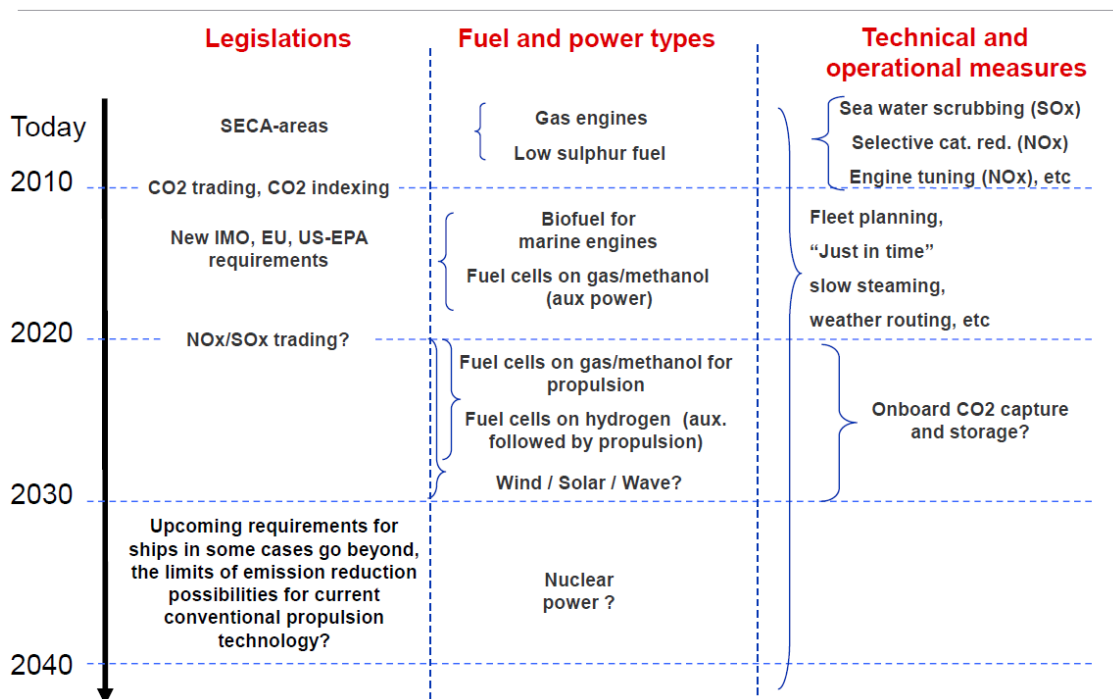 Legislations
Fuel and power types
Technical and
operational measures
Today
SECA-areas
Gas engines
Low sulphur fuel
Sea water scrubbing (SOx)
Selective cat. red. (NOx)
Engine tuning (NOx), etc
2010
CO2 trading, CO2 indexing
New IMO, EU, US-EPA
requirements
Biofuel for
marine engines
Fuel cells on gas/methanol
(aux power)
Fleet planning,
“Just in time”
slow steaming,
weather routing, etc
2020
NOx/SOx trading?
Fuel cells on gas/methanol for
propulsion
Fuel cells on hydrogen (aux.
followed by propulsion)
Wind / Solar / Wave?
Onboard CO2 capture
and storage?
2030
Upcoming requirements for
ships in some cases go beyond,
the limits of emission reduction
possibilities for current
conventional propulsion
technology?
Nuclear
power ?
2040